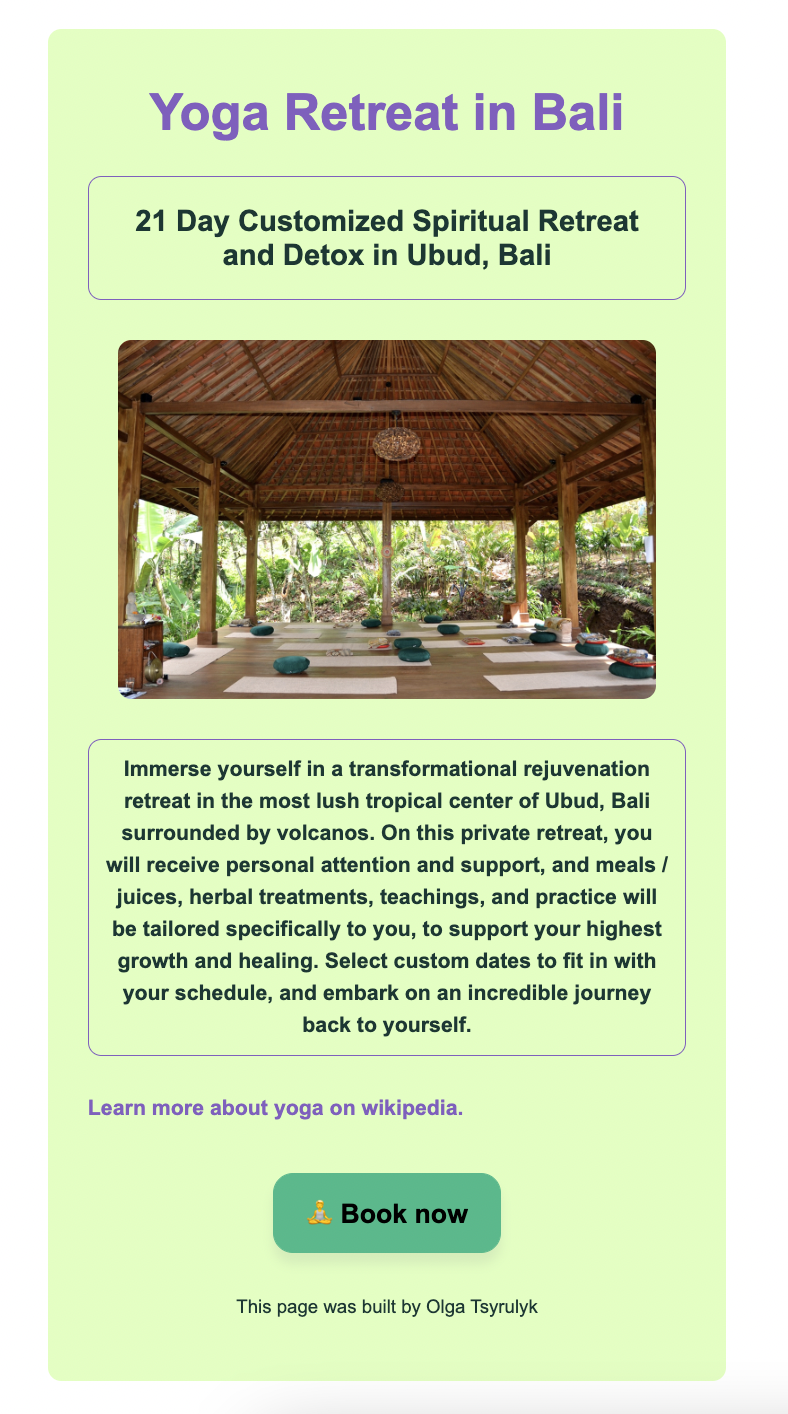 Yoga Retreat in Bali
21 Day Customized Spiritual Retreat
and Detox in Ubud, Bali
Immerse yourself in a transformational rejuvenation
retreat in the most lush tropical center of Ubud, Bali
surrounded by volcanos. On this private retreat, you
will receive personal attention and support, and meals /
juices, herbal treatments, teachings, and practice will
be tailored specifically to you, to support your highest
growth and healing. Select custom dates to fit in with
your schedule, and embark on an incredible journey
back to yourself.
Learn more about yoga on wikipedia.
🧘 Book now
This page was built by Olga Tsyrulyk